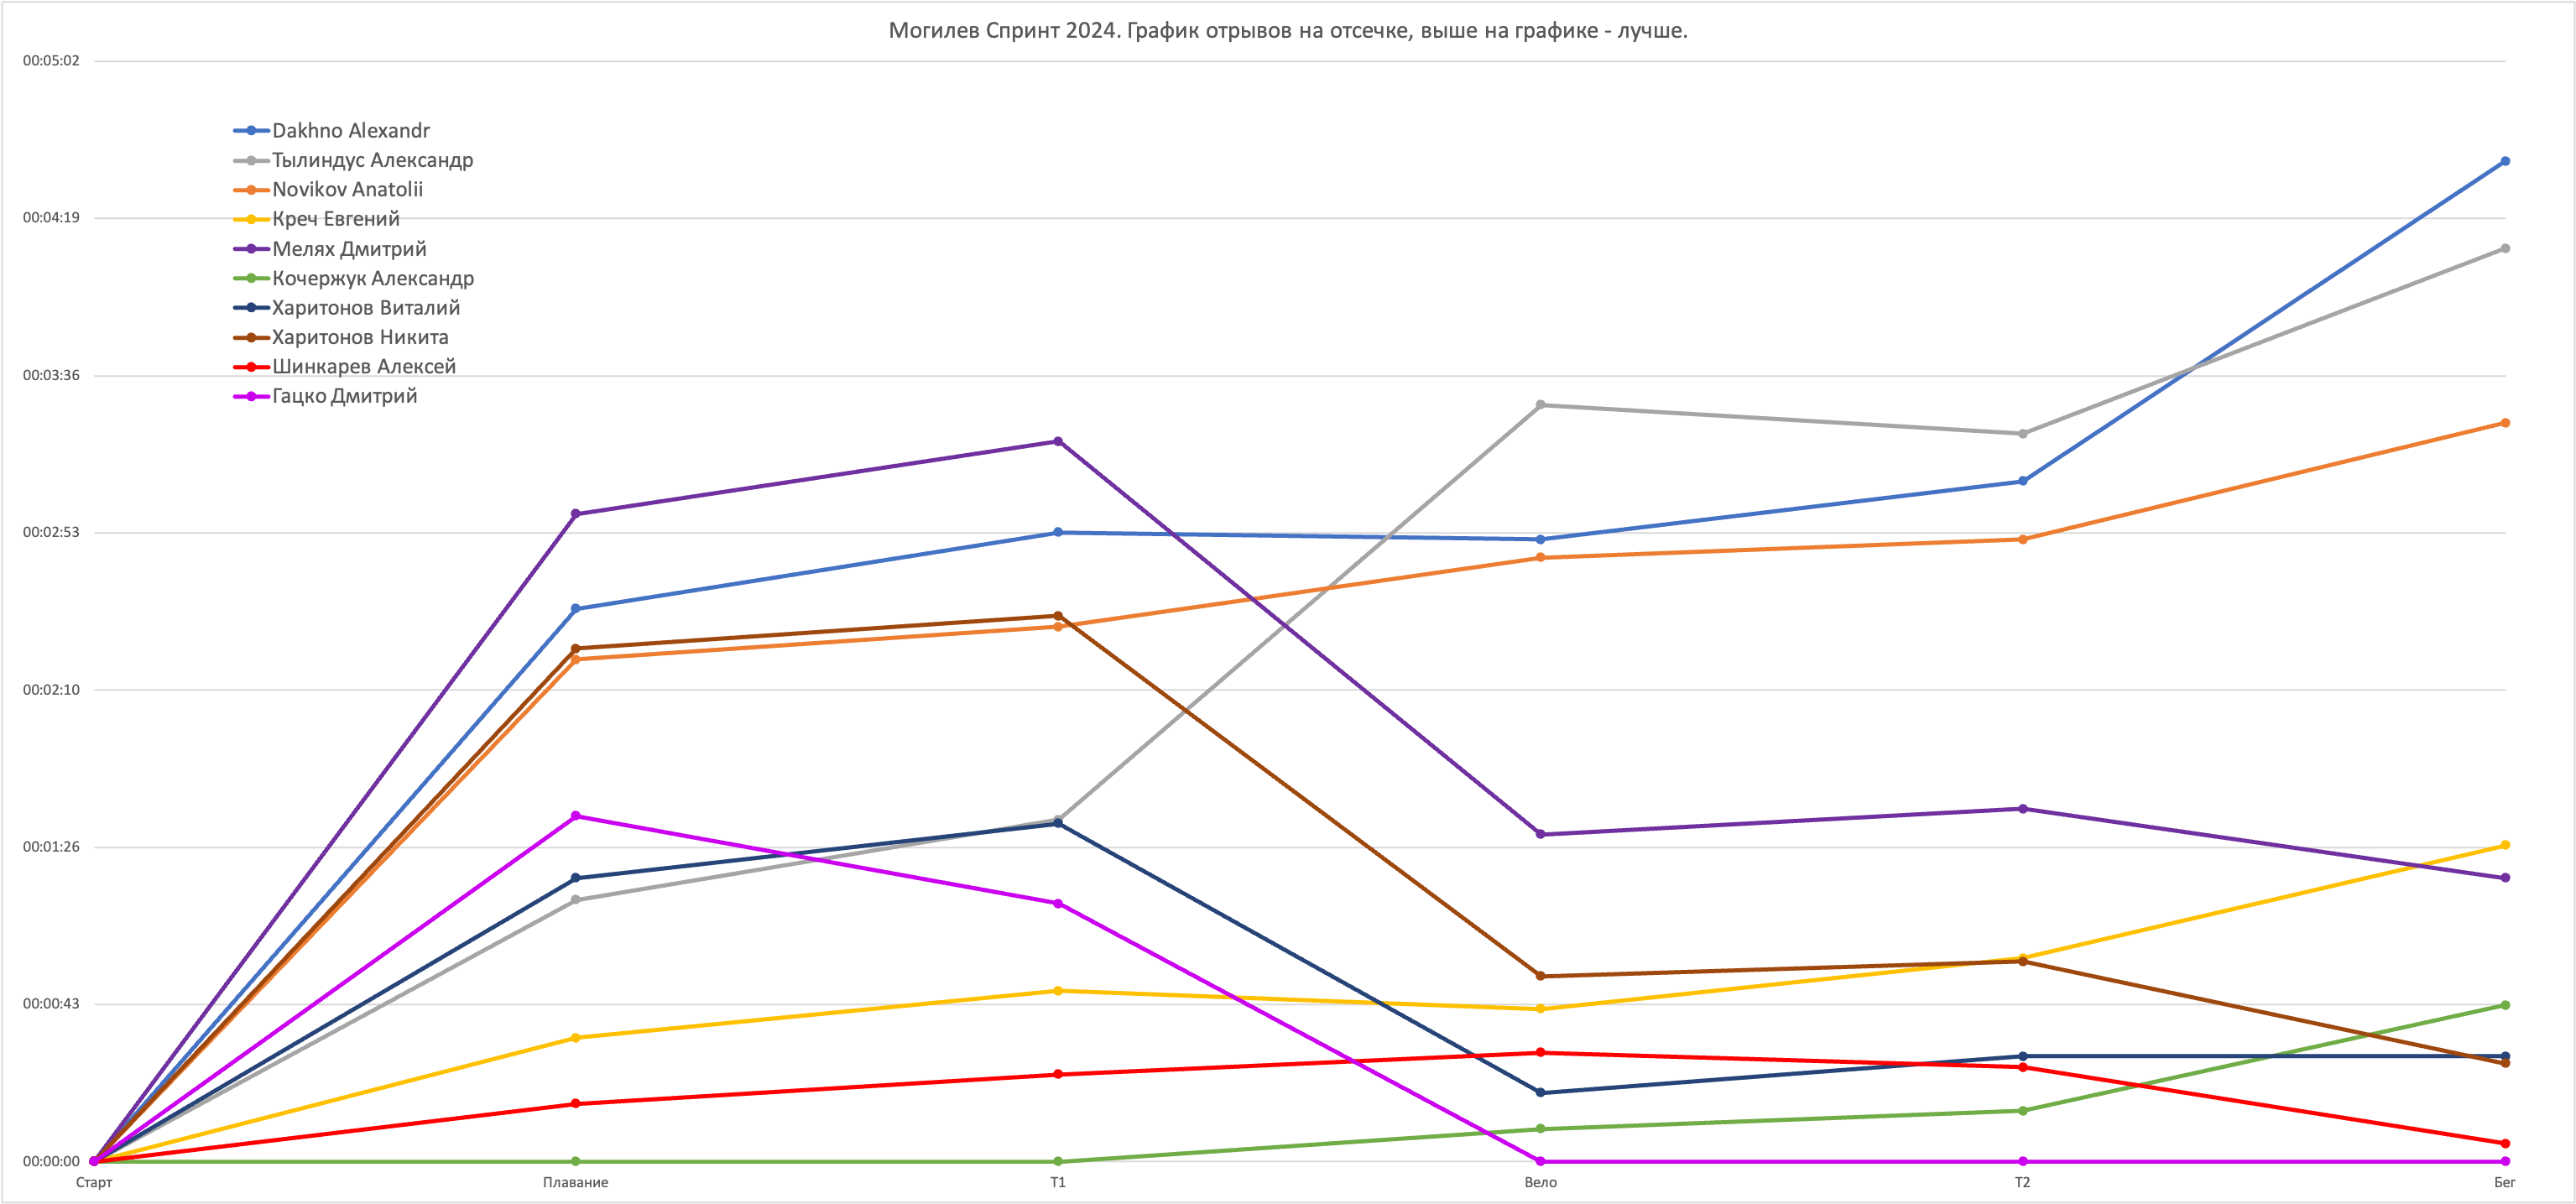 Могилев Спринт 2024. График отрывов на отсечке, выше на графике - лучше.
00:05:02
00:04:19
00:03:36
00:02:53
00:02:10
00:01:26
00:00:43
00:00:00
Dakhno Alexandr
Тылиндус Александр
Novikov Anatolii
Креч Евгений
Мелях Дмитрий
Кочержук Александр
Харитонов Виталий
Харитонов Никита
Шинкарев Алексей
Гацко Дмитрий
Старт Плавание T1 Вело T2 Бег